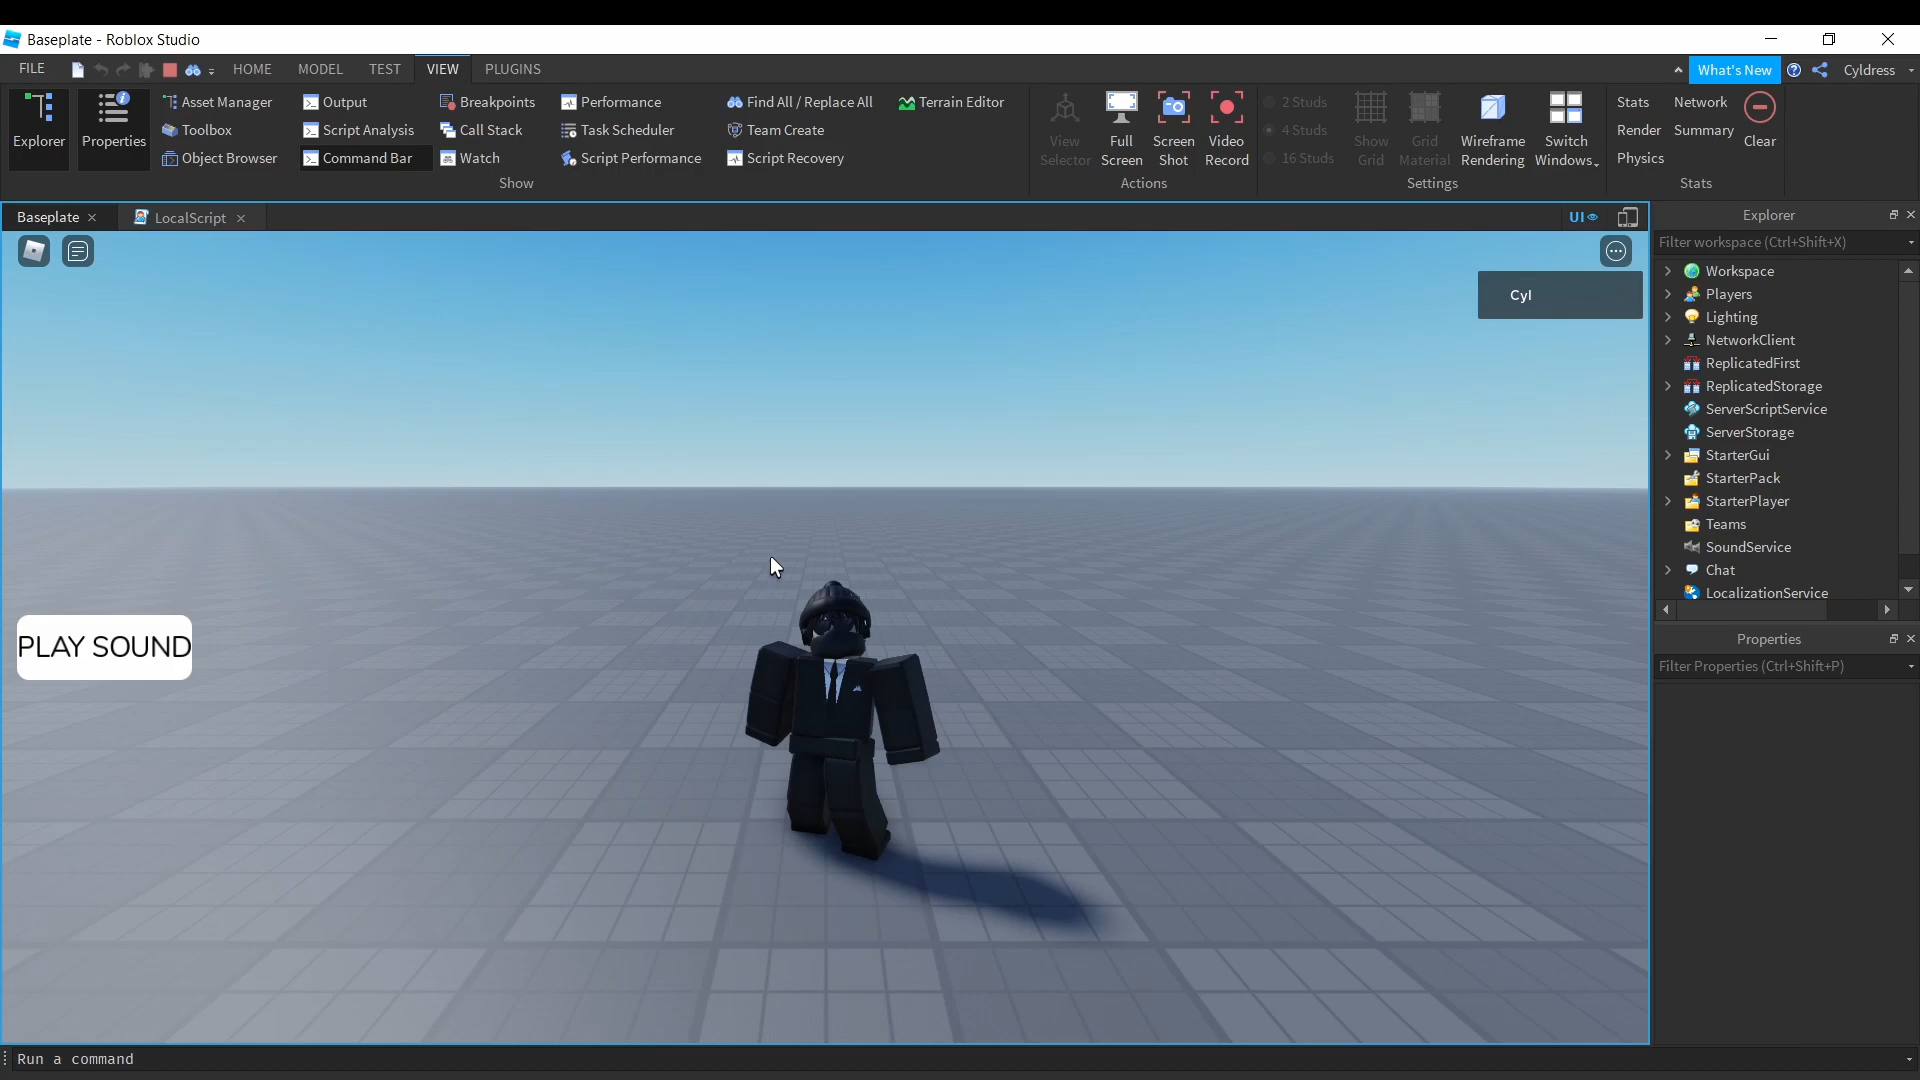 Baseplate - Roblox Studio
FILE HOME MODEL TEST VIEW PLUGINS What's New Cyldress
Explorer
Properties
Asset Manager
Toolbox
Object Browser
Output
Script Analysis
Command Bar
Breakpoints
Call Stack
Watch
Performance
Task Scheduler
Script Performance
Find All / Replace All
Team Create
Script Recovery
Terrain Editor
Show
View
Selector
Full
Screen
Screen
Shot
Video
Record
Actions
2 Studs
4 Studs
16 Studs
Show
Grid
Grid
Material
Wireframe
Rendering
Switch
Windows
Settings
Stats
Render
Physics
Network
Summary
Clear
Stats
Baseplate
LocalScript
UI
Cyl
PLAY SOUND
Explorer
Filter workspace (Ctrl+Shift+X)
Workspace
Players
Lighting
NetworkClient
ReplicatedFirst
ReplicatedStorage
ServerScriptService
ServerStorage
StarterGui
StarterPack
StarterPlayer
Teams
SoundService
Chat
LocalizationService
Properties
Filter Properties (Ctrl+Shift+P)
Run a command